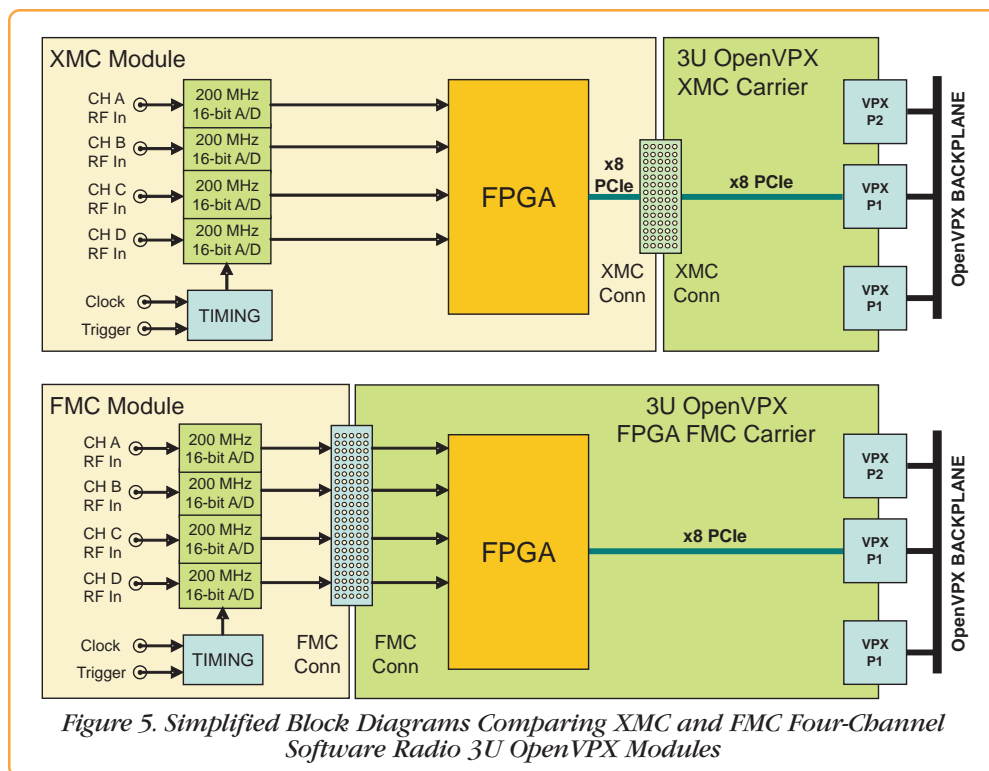 XMC Module
3U OpenVPX
XMC Carrier
CH A
RF In
200 MHz
16-bit A/D
CH B
RF In
200 MHz
16-bit A/D
CH C
RF In
200 MHz
16-bit A/D
CH D
RF In
200 MHz
16-bit A/D
Clock
Trigger
TIMING
FPGA
x8
PCIe
XMC
Conn
XMC
Conn
x8 PCIe
VPX
P2
VPX
P1
VPX
P1
OpenVPX BACKPLANE
FMC Module
3U OpenVPX
FPGA FMC Carrier
CH A
RF In
200 MHz
16-bit A/D
CH B
RF In
200 MHz
16-bit A/D
CH C
RF In
200 MHz
16-bit A/D
CH D
RF In
200 MHz
16-bit A/D
Clock
Trigger
TIMING
FMC
Conn
FMC
Conn
FPGA
x8 PCIe
VPX
P2
VPX
P1
VPX
P1
OpenVPX BACKPLANE
Figure 5. Simplified Block Diagrams Comparing XMC and FMC Four-Channel
Software Radio 3U OpenVPX Modules